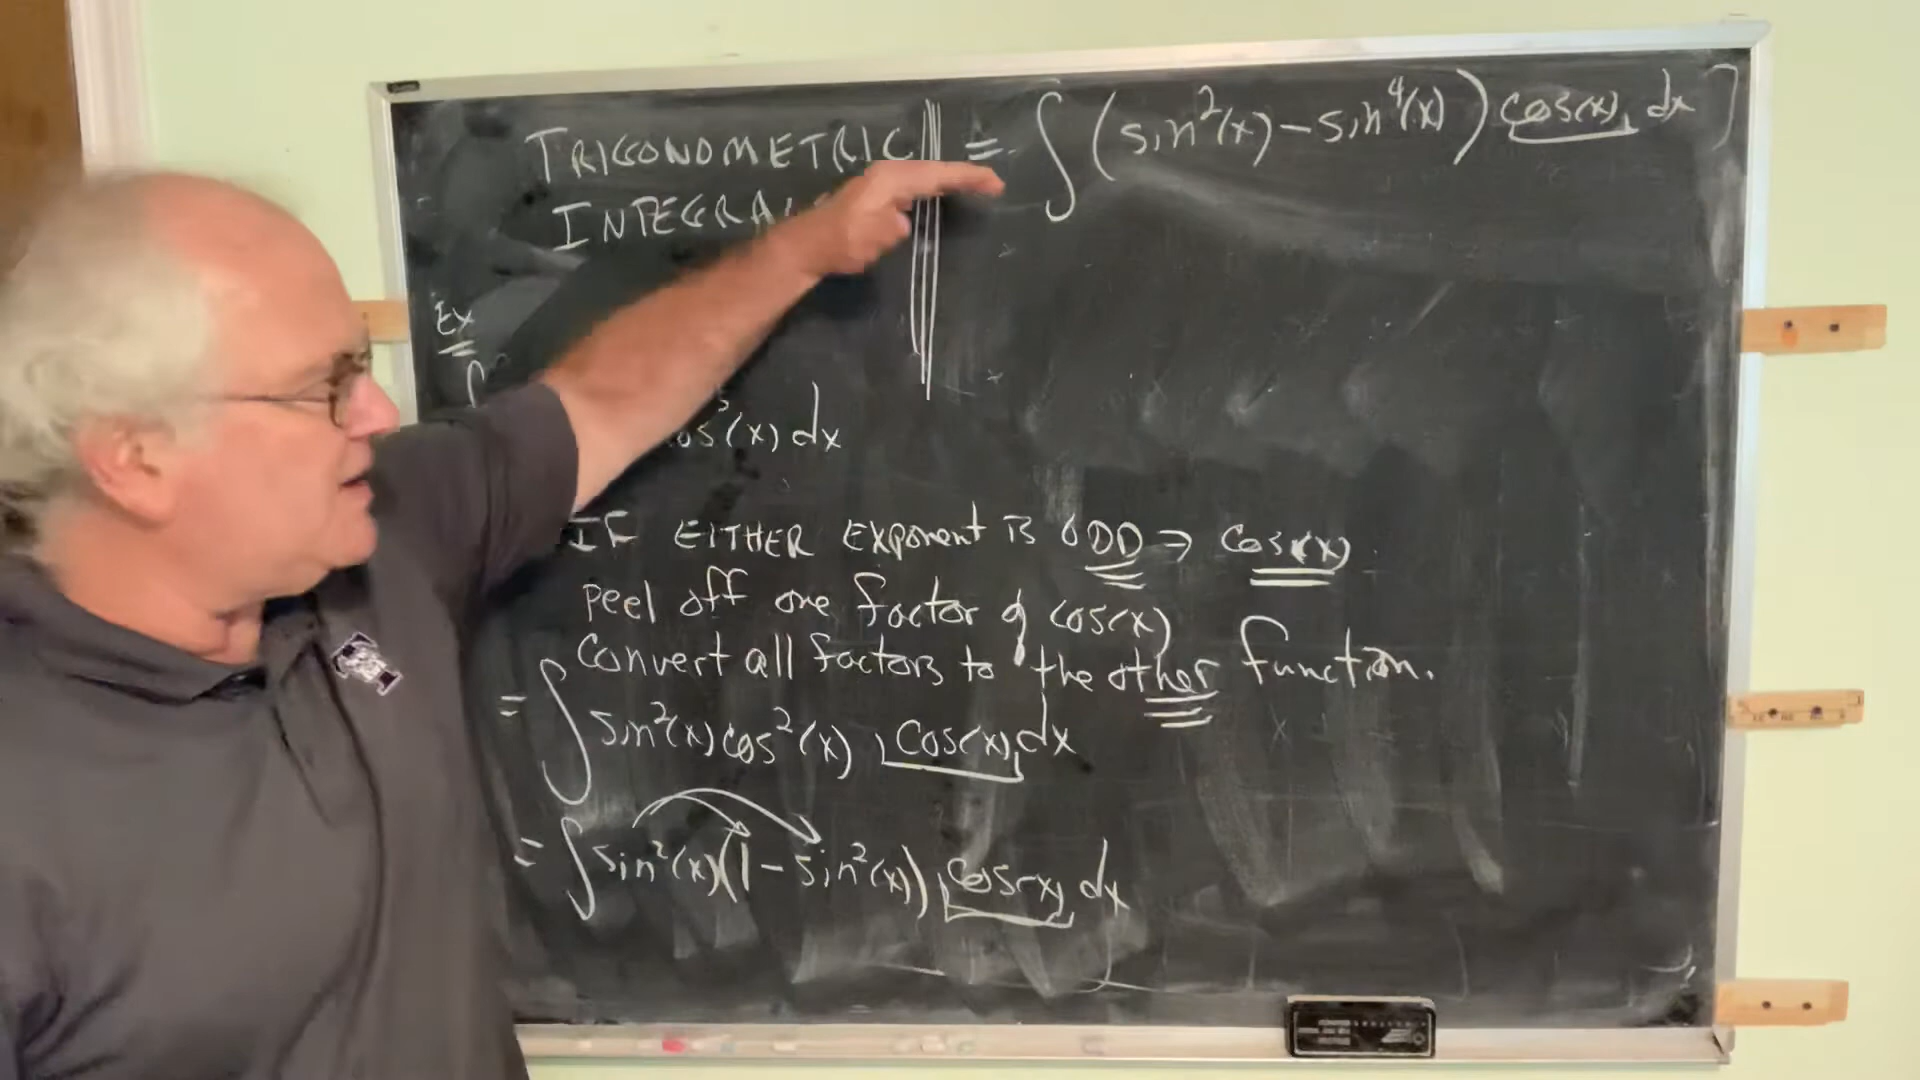 TRIGONOMETRIC
INTEGRALS
Ex
∫ cos³(x) dx
IF EITHER EXPONENT IS ODD ⇒ cos(x).
peel off one factor of cos(x)
convert all factors to the other function.
= ∫ sin²(x) cos²(x) cos(x) dx
= ∫ sin²(x)(1 − sin²(x)) cos(x) dx
= ∫ (sin²(x) − sin⁴(x)) cos(x) dx